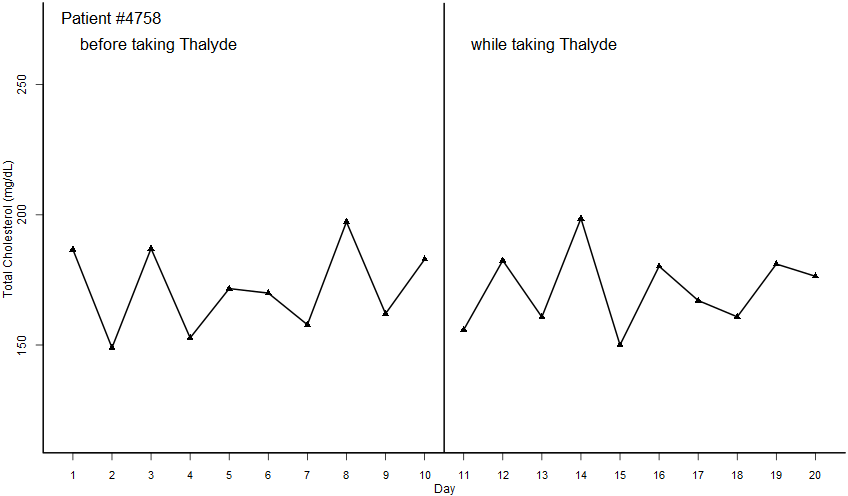 Patient #4758
before taking Thalyde
while taking Thalyde
Total Cholesterol (mg/dL)
250
200
150
1 2 3 4 5 6 7 8 9 10 11 12 13 14 15 16 17 18 19 20
Day